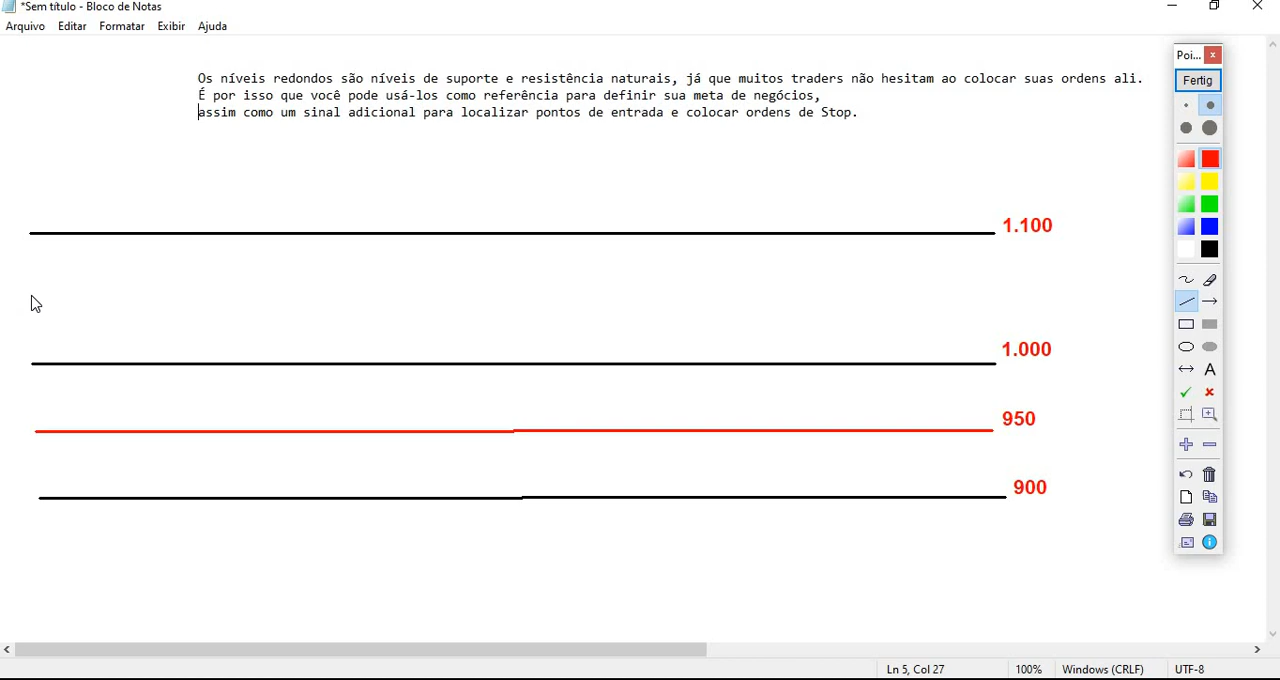 *Sem título - Bloco de Notas
Arquivo Editar Formatar Exibir Ajuda
Os níveis redondos são níveis de suporte e resistência naturais, já que muitos traders não hesitam ao colocar suas ordens ali.
É por isso que você pode usá-los como referência para definir sua meta de negócios,
assim como um sinal adicional para localizar pontos de entrada e colocar ordens de Stop.
Poi...
Fertig
1.100
1.000
950
900
A
Ln 5, Col 27 100% Windows (CRLF) UTF-8